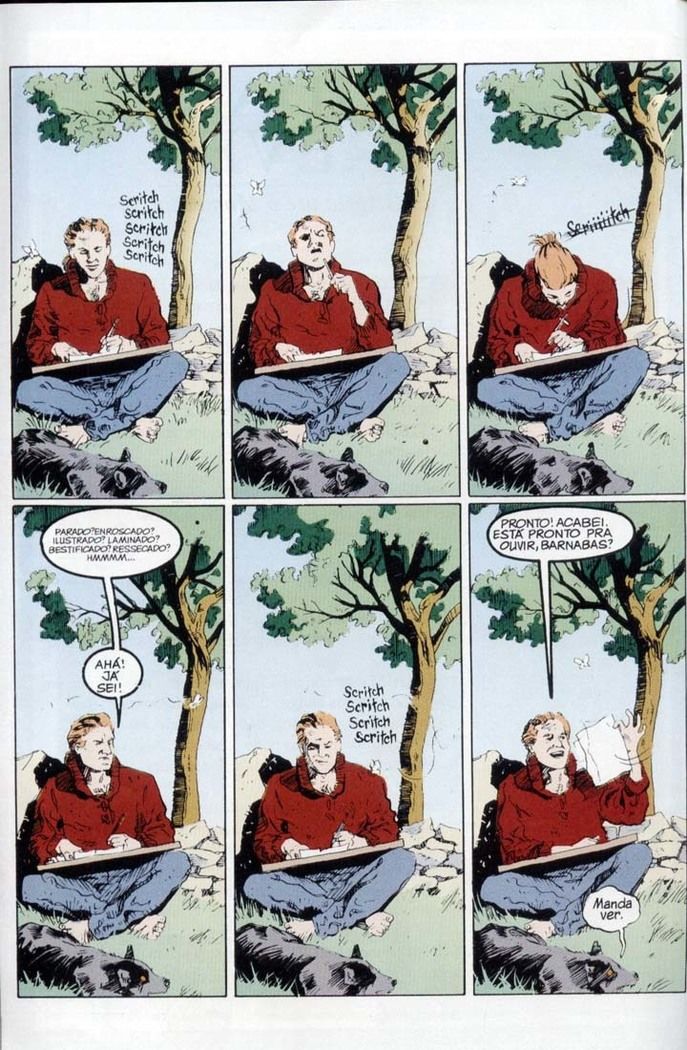 Scritch
Scritch
Scritch
Scritch
Scritch
Scriiiiitch
PARADO? ENROSCADO?
ILUSTRADO? LAMINADO?
BESTIFICADO? RESSECADO?
HMMMM...
AHÁ!
JÁ
SEI!
Scritch
Scritch
Scritch
Scritch
PRONTO! ACABEI.
ESTÁ PRONTO PRA
OUVIR, BARNABAS?
Manda
ver.